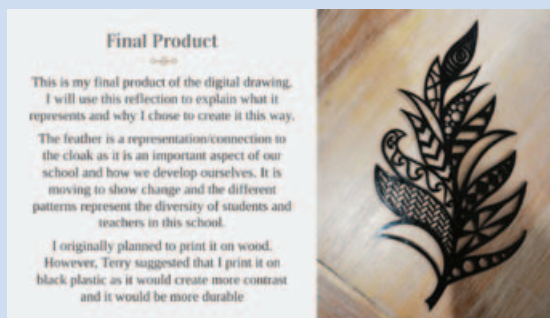 Final Product
This is my final product of the digital drawing.
I will use this reflection to explain what it
represents and why I chose to create it this way.
The feather is a representation/connection to
the cloak as it is an important aspect of our
school and how we develop ourselves. It is
moving to show change and the different
patterns represent the diversity of students and
teachers in this school.
I originally planned to print it on wood.
However, Terry suggested that I print it on
black plastic as it would create more contrast
and it would be more durable